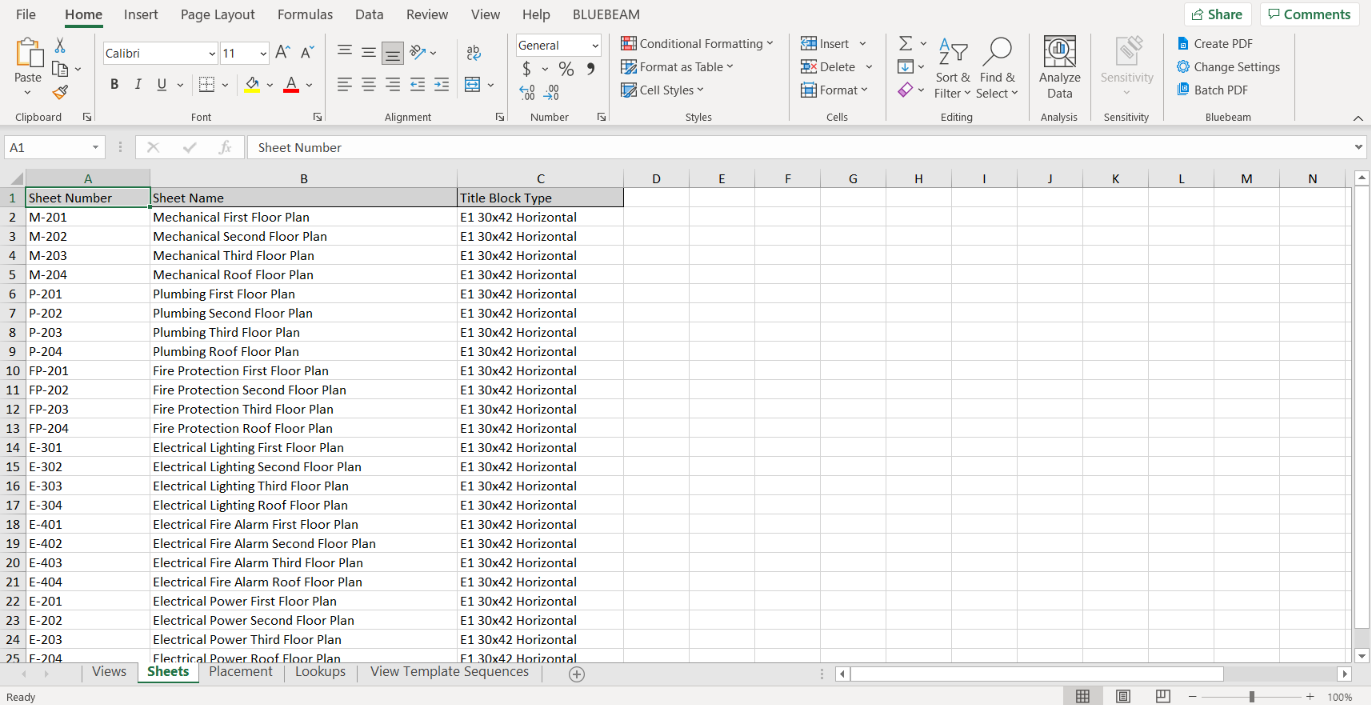 File Home Insert Page Layout Formulas Data Review View Help BLUEBEAM Share Comments
Paste Calibri 11 B I U A ab General $ % Conditional Formatting Format as Table Cell Styles Insert Delete Format Sort & Filter Find & Select Analyze Data Sensitivity Create PDF Change Settings Batch PDF
Clipboard Font Alignment Number Styles Cells Editing Analysis Sensitivity Bluebeam
A1 fx Sheet Number
A B C D E F G H I J K L M N
1 Sheet Number Sheet Name Title Block Type
2 M-201 Mechanical First Floor Plan E1 30x42 Horizontal
3 M-202 Mechanical Second Floor Plan E1 30x42 Horizontal
4 M-203 Mechanical Third Floor Plan E1 30x42 Horizontal
5 M-204 Mechanical Roof Floor Plan E1 30x42 Horizontal
6 P-201 Plumbing First Floor Plan E1 30x42 Horizontal
7 P-202 Plumbing Second Floor Plan E1 30x42 Horizontal
8 P-203 Plumbing Third Floor Plan E1 30x42 Horizontal
9 P-204 Plumbing Roof Floor Plan E1 30x42 Horizontal
10 FP-201 Fire Protection First Floor Plan E1 30x42 Horizontal
11 FP-202 Fire Protection Second Floor Plan E1 30x42 Horizontal
12 FP-203 Fire Protection Third Floor Plan E1 30x42 Horizontal
13 FP-204 Fire Protection Roof Floor Plan E1 30x42 Horizontal
14 E-301 Electrical Lighting First Floor Plan E1 30x42 Horizontal
15 E-302 Electrical Lighting Second Floor Plan E1 30x42 Horizontal
16 E-303 Electrical Lighting Third Floor Plan E1 30x42 Horizontal
17 E-304 Electrical Lighting Roof Floor Plan E1 30x42 Horizontal
18 E-401 Electrical Fire Alarm First Floor Plan E1 30x42 Horizontal
19 E-402 Electrical Fire Alarm Second Floor Plan E1 30x42 Horizontal
20 E-403 Electrical Fire Alarm Third Floor Plan E1 30x42 Horizontal
21 E-404 Electrical Fire Alarm Roof Floor Plan E1 30x42 Horizontal
22 E-201 Electrical Power First Floor Plan E1 30x42 Horizontal
23 E-202 Electrical Power Second Floor Plan E1 30x42 Horizontal
24 E-203 Electrical Power Third Floor Plan E1 30x42 Horizontal
25 E-204 Electrical Power Roof Floor Plan E1 30x42 Horizontal
Views Sheets Placement Lookups View Template Sequences
Ready 100%